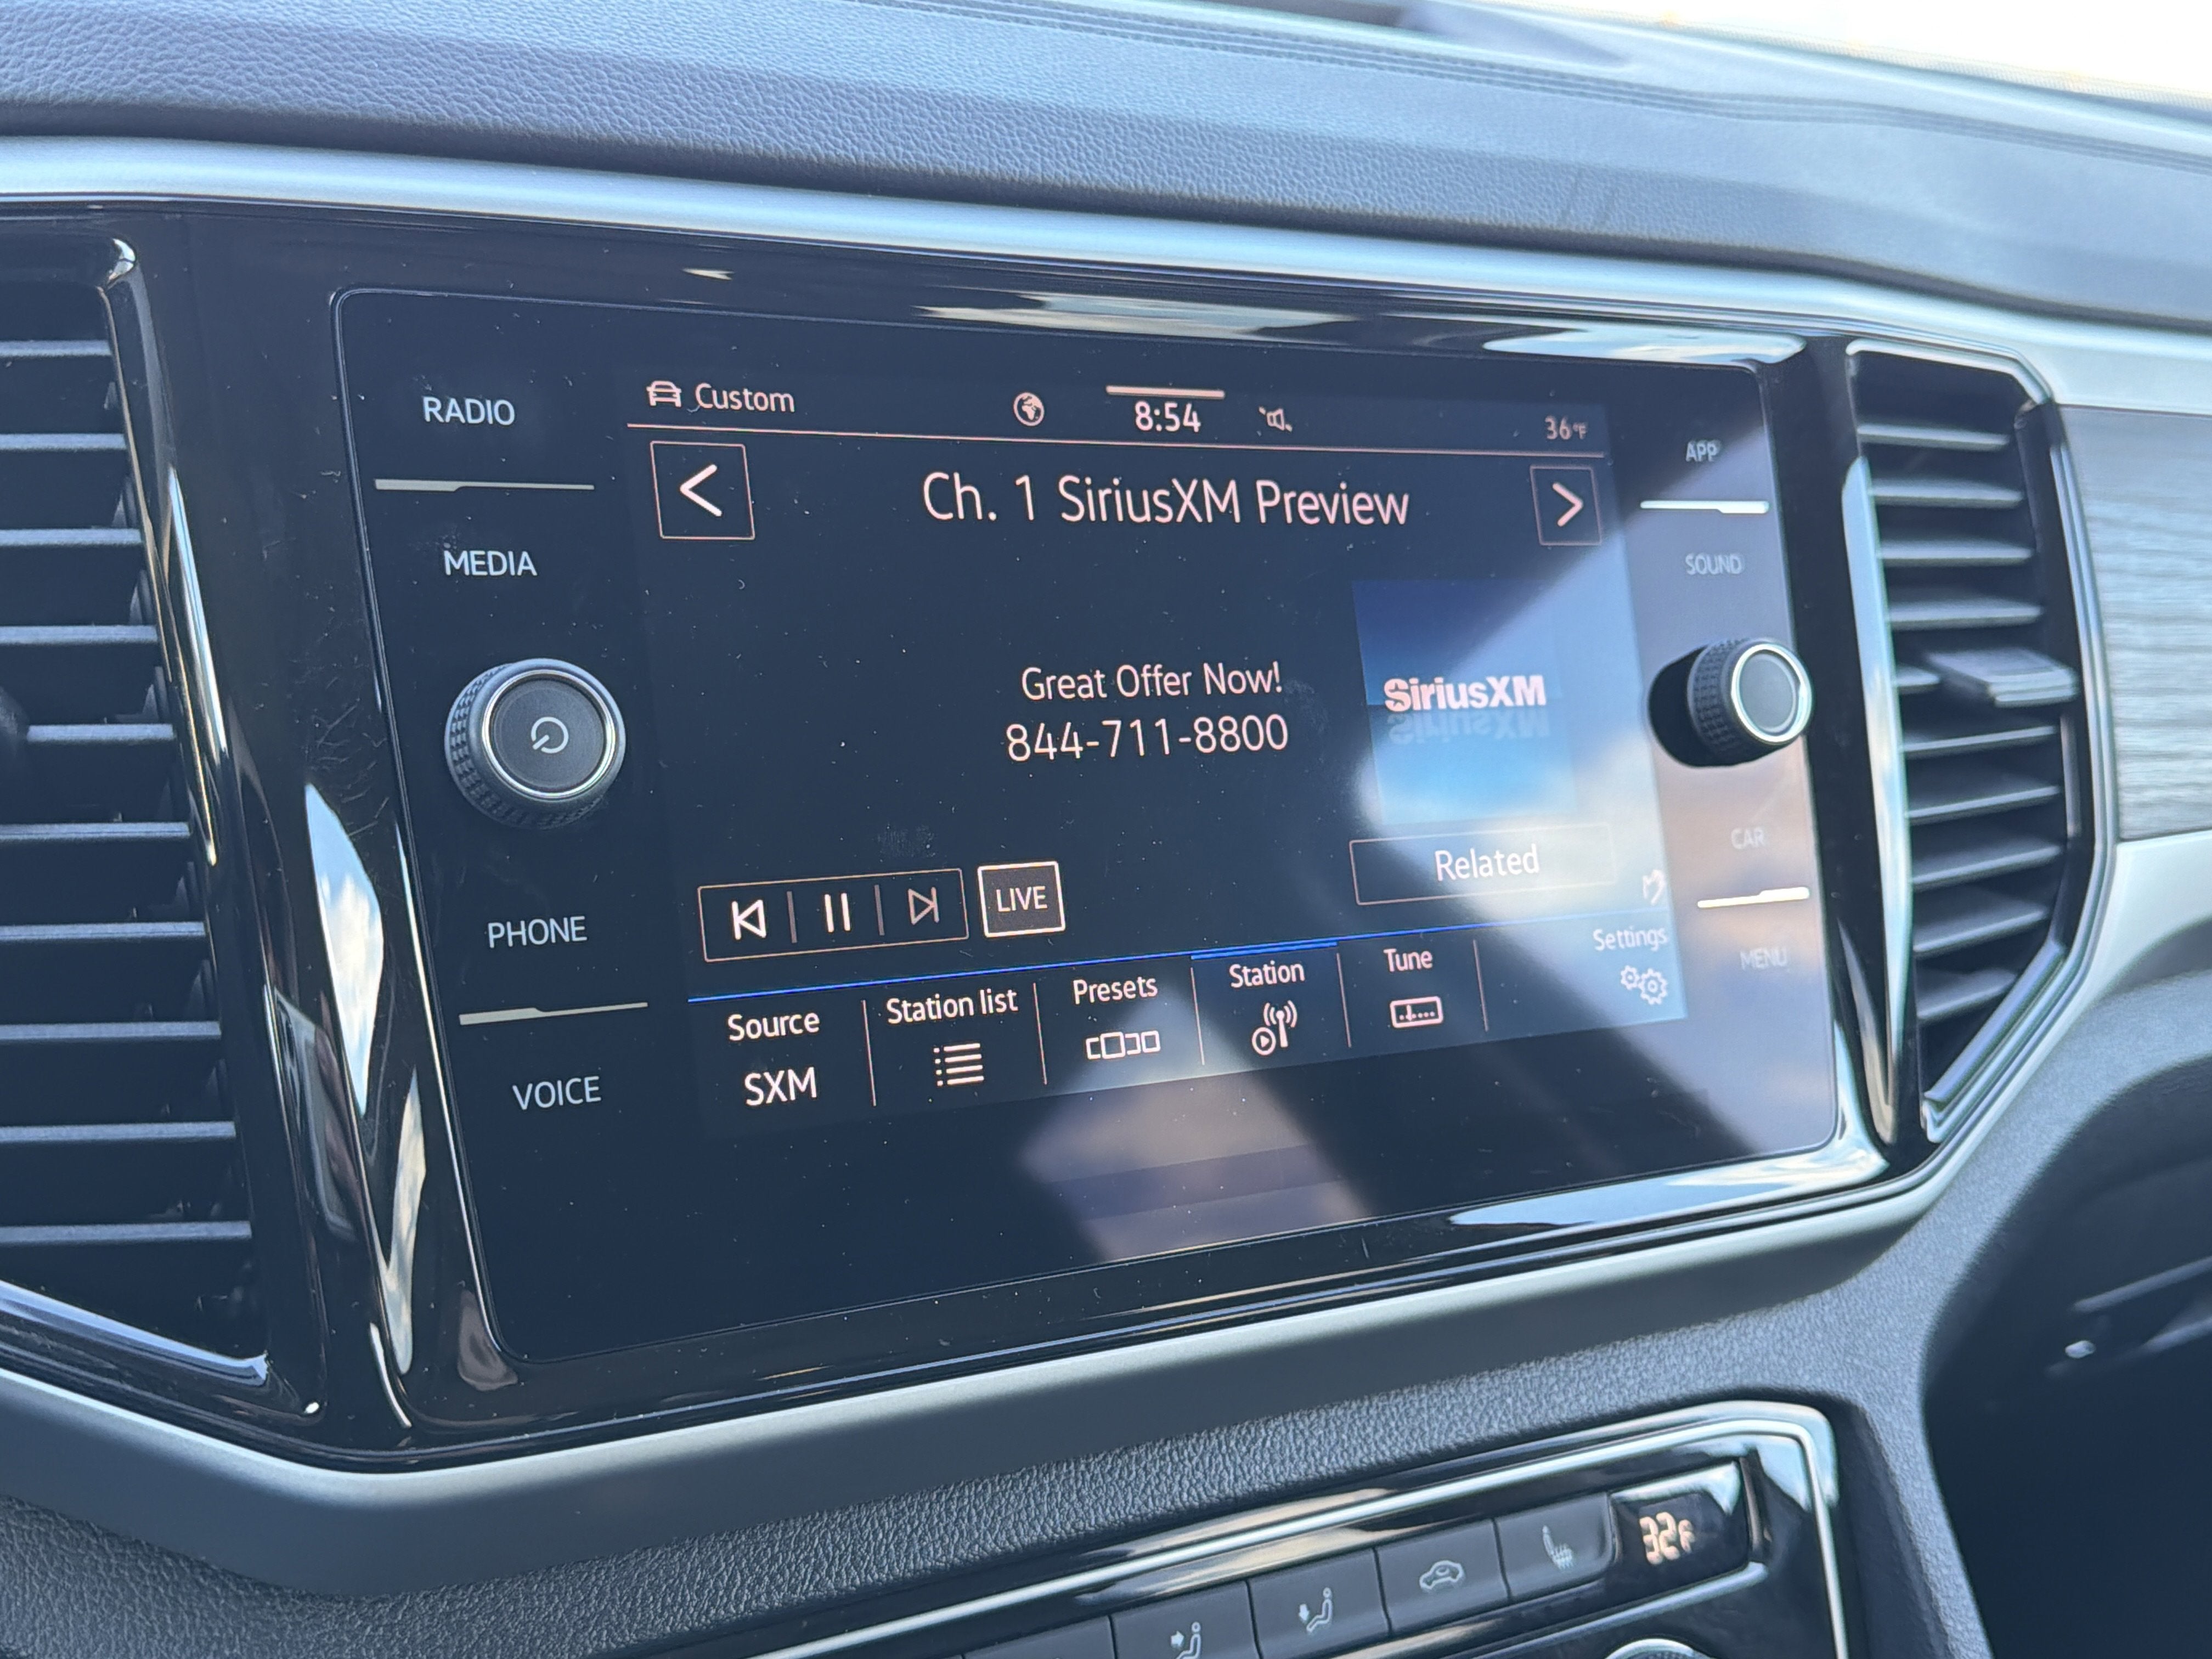 RADIO
MEDIA
PHONE
VOICE
Custom
8:54
36°F
Ch. 1 SiriusXM Preview
Great Offer Now!
844-711-8800
SiriusXM
LIVE
Related
Source
SXM
Station list
Presets
Station
Tune
Settings
APP
SOUND
CAR
MENU
32F